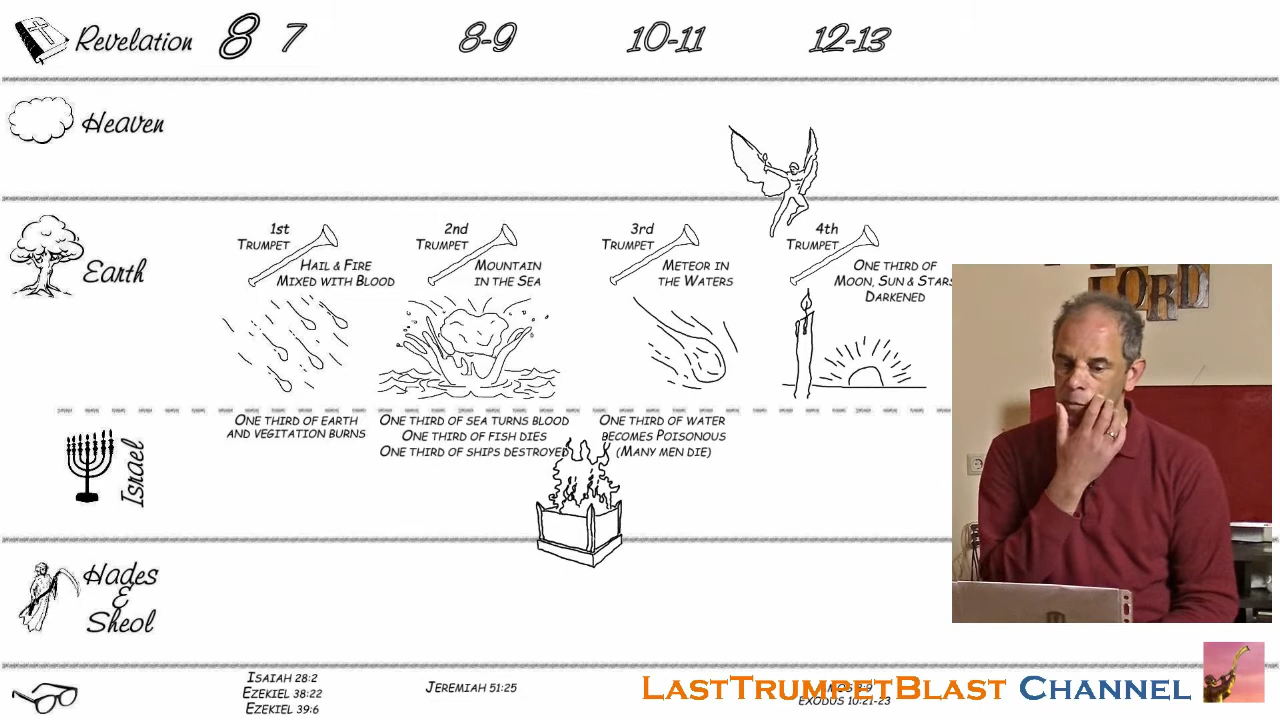 Revelation 8 7 8-9 10-11 12-13
Heaven
Earth
1st
TRUMPET
HAIL & FIRE
MIXED WITH BLOOD
2nd
TRUMPET
MOUNTAIN
IN THE SEA
3rd
TRUMPET
METEOR IN
THE WATERS
4th
TRUMPET
ONE THIRD OF
MOON, SUN & STARS
DARKENED
LORD
Israel
ONE THIRD OF EARTH
AND VEGITATION BURNS
ONE THIRD OF SEA TURNS BLOOD
ONE THIRD OF FISH DIES
ONE THIRD OF SHIPS DESTROYED
ONE THIRD OF WATER
BECOMES POISONOUS
(MANY MEN DIE)
Hades
&
Sheol
ISAIAH 28:2
EZEKIEL 38:22
EZEKIEL 39:6
JEREMIAH 51:25
EXODUS 10:21-23
LASTTRUMPETBLAST CHANNEL